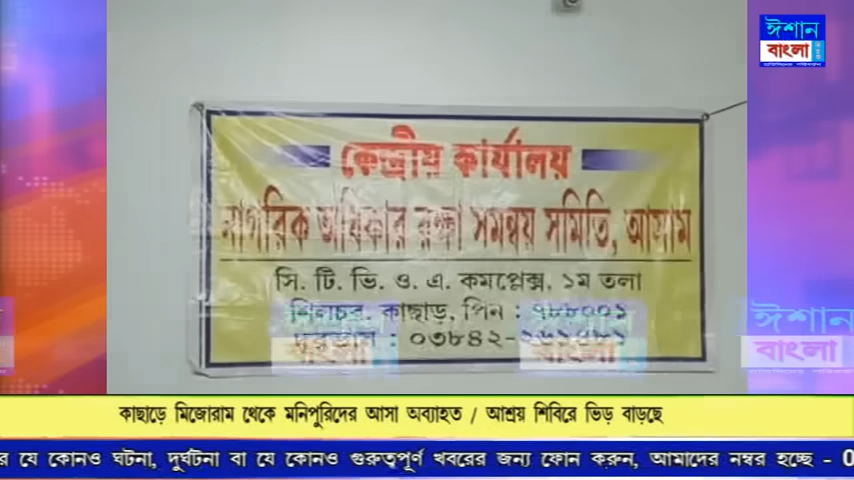 ঈশান
বাংলা
কেন্দ্রীয় কার্যালয়
নাগরিক অধিকার রক্ষা সমন্বয় সমিতি, আসাম
সি. টি. ভি. ও. এ. কমপ্লেক্স, ১ম তলা
শিলচর, কাছাড়, পিন : ৭৮৮০০১
দূরভাষ : ০৩৮৪২-
ঈশান
বাংলা
কাছাড়ে মিজোরাম থেকে মনিপুরিদের আসা অব্যাহত / আশ্রয় শিবিরে ভিড় বাড়ছে
র যে কোনও ঘটনা, দুর্ঘটনা বা যে কোনও গুরুত্বপূর্ণ খবরের জন্য ফোন করুন, আমাদের নম্বর হচ্ছে - 0